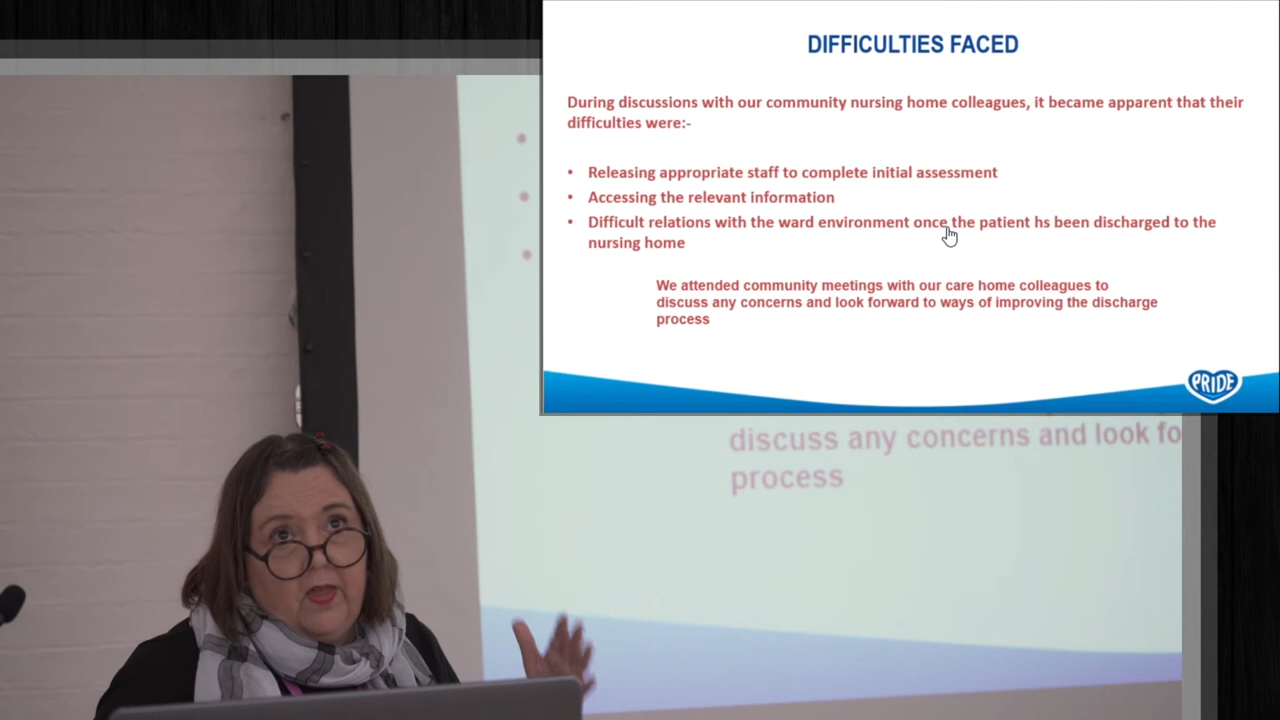 DIFFICULTIES FACED
During discussions with our community nursing home colleagues, it became apparent that their
difficulties were:-
• Releasing appropriate staff to complete initial assessment
• Accessing the relevant information
• Difficult relations with the ward environment once the patient hs been discharged to the
nursing home
We attended community meetings with our care home colleagues to
discuss any concerns and look forward to ways of improving the discharge
process
PRIDE
discuss any concerns and look fo
process